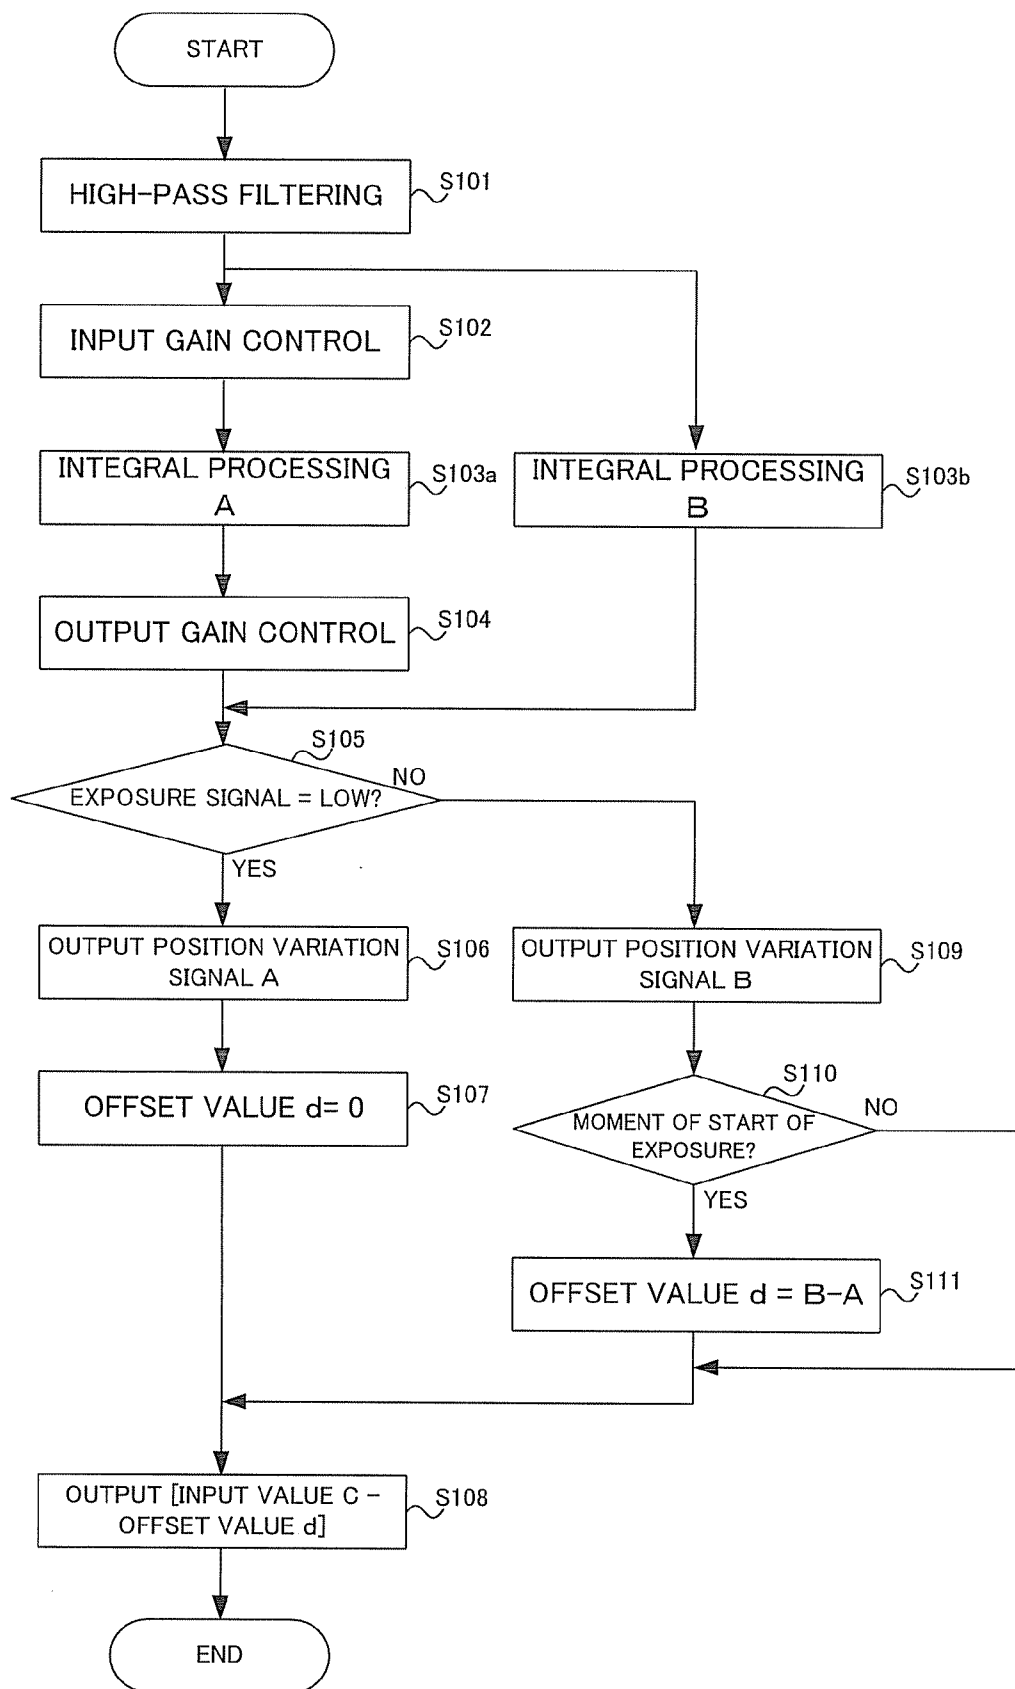 START
HIGH-PASS FILTERING
S101
INPUT GAIN CONTROL
S102
INTEGRAL PROCESSING
A
S103a
INTEGRAL PROCESSING
B
S103b
OUTPUT GAIN CONTROL
S104
S105
EXPOSURE SIGNAL = LOW?
NO
YES
OUTPUT POSITION VARIATION
SIGNAL A
S106
OUTPUT POSITION VARIATION
SIGNAL B
S109
OFFSET VALUE d= 0
S107
S110
MOMENT OF START OF
EXPOSURE?
NO
YES
OFFSET VALUE d = B-A
S111
OUTPUT [INPUT VALUE C -
OFFSET VALUE d]
S108
END